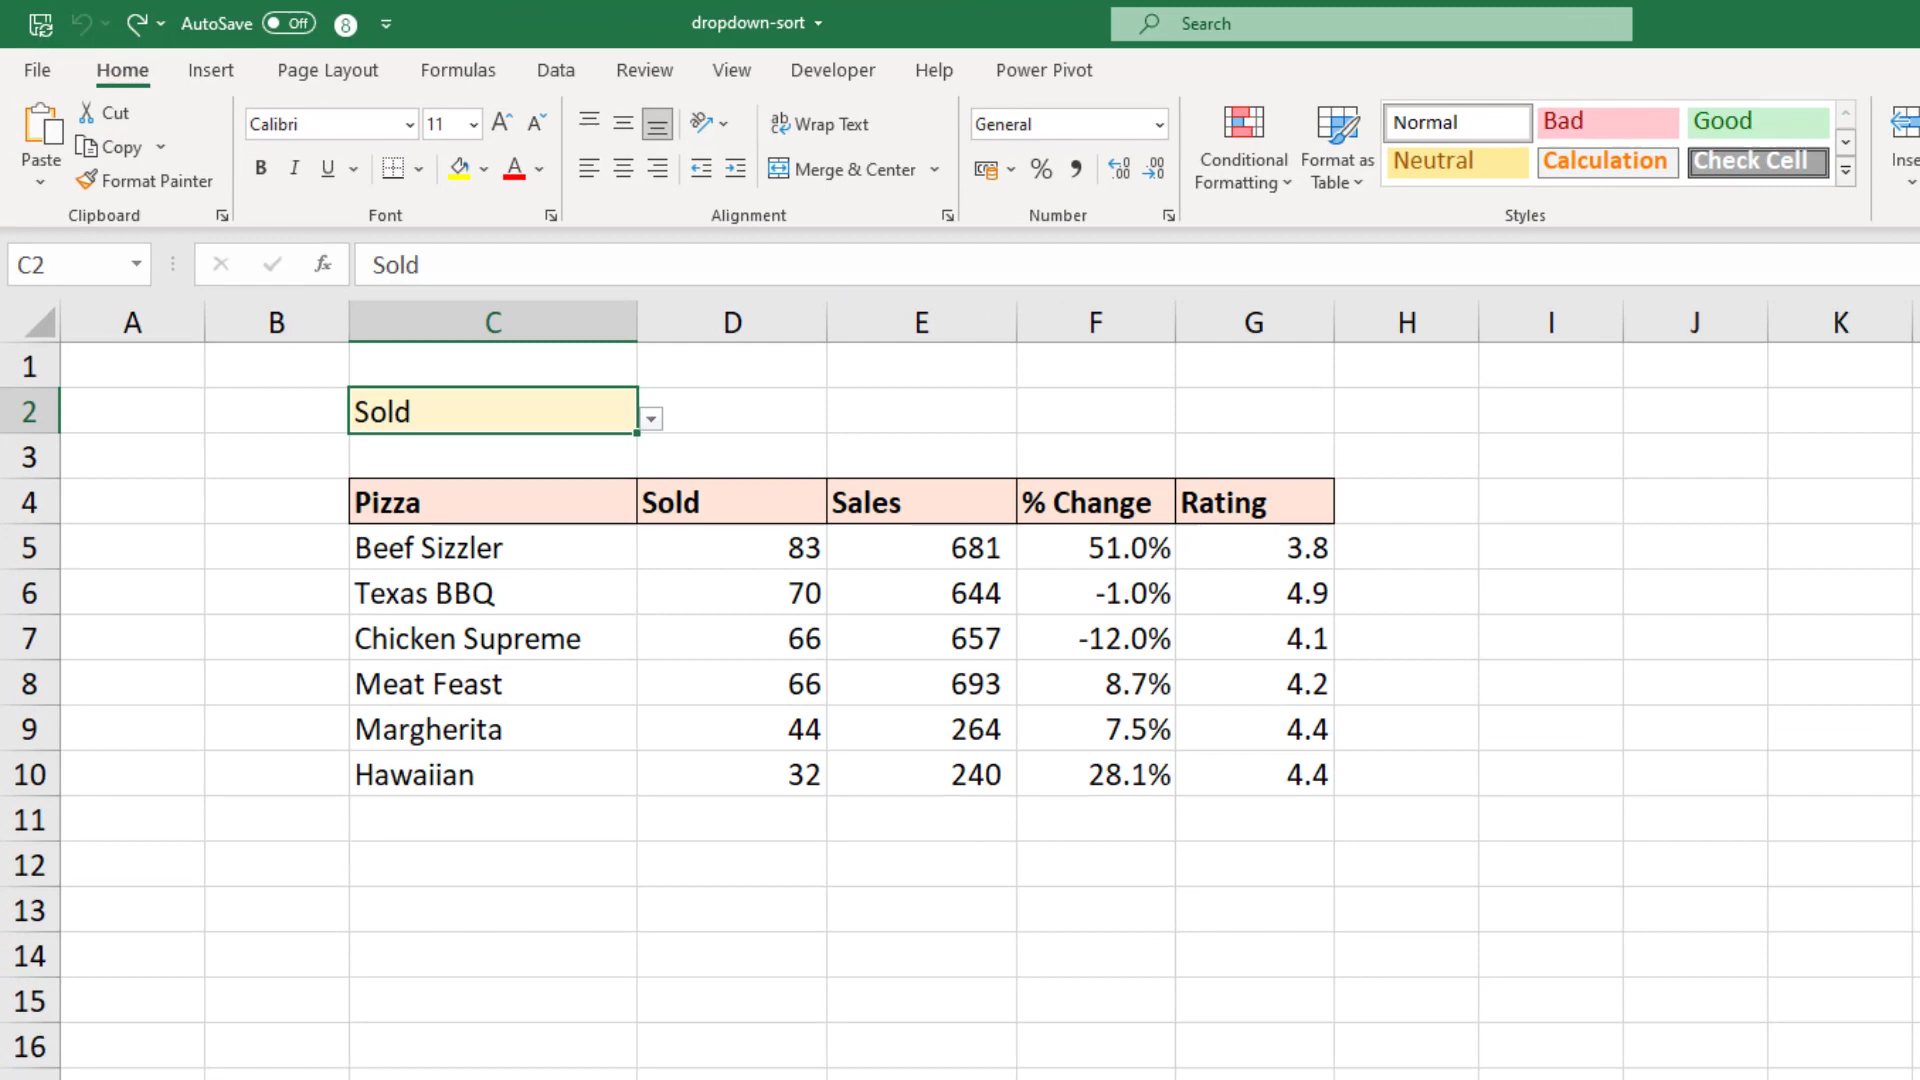 AutoSave Off 8 dropdown-sort Search
File Home Insert Page Layout Formulas Data Review View Developer Help Power Pivot
Paste Cut Copy Format Painter
Clipboard
Calibri 11
B I U A
Font
ab Wrap Text
Merge & Center
Alignment
General
% 9 .00 .00
Number
Conditional Formatting
Format as Table
Normal Bad Good
Neutral Calculation Check Cell
Styles
C2 fx Sold
A B C D E F G H I J K
1
2 Sold
3
4 Pizza Sold Sales % Change Rating
5 Beef Sizzler 83 681 51.0% 3.8
6 Texas BBQ 70 644 -1.0% 4.9
7 Chicken Supreme 66 657 -12.0% 4.1
8 Meat Feast 66 693 8.7% 4.2
9 Margherita 44 264 7.5% 4.4
10 Hawaiian 32 240 28.1% 4.4
11
12
13
14
15
16